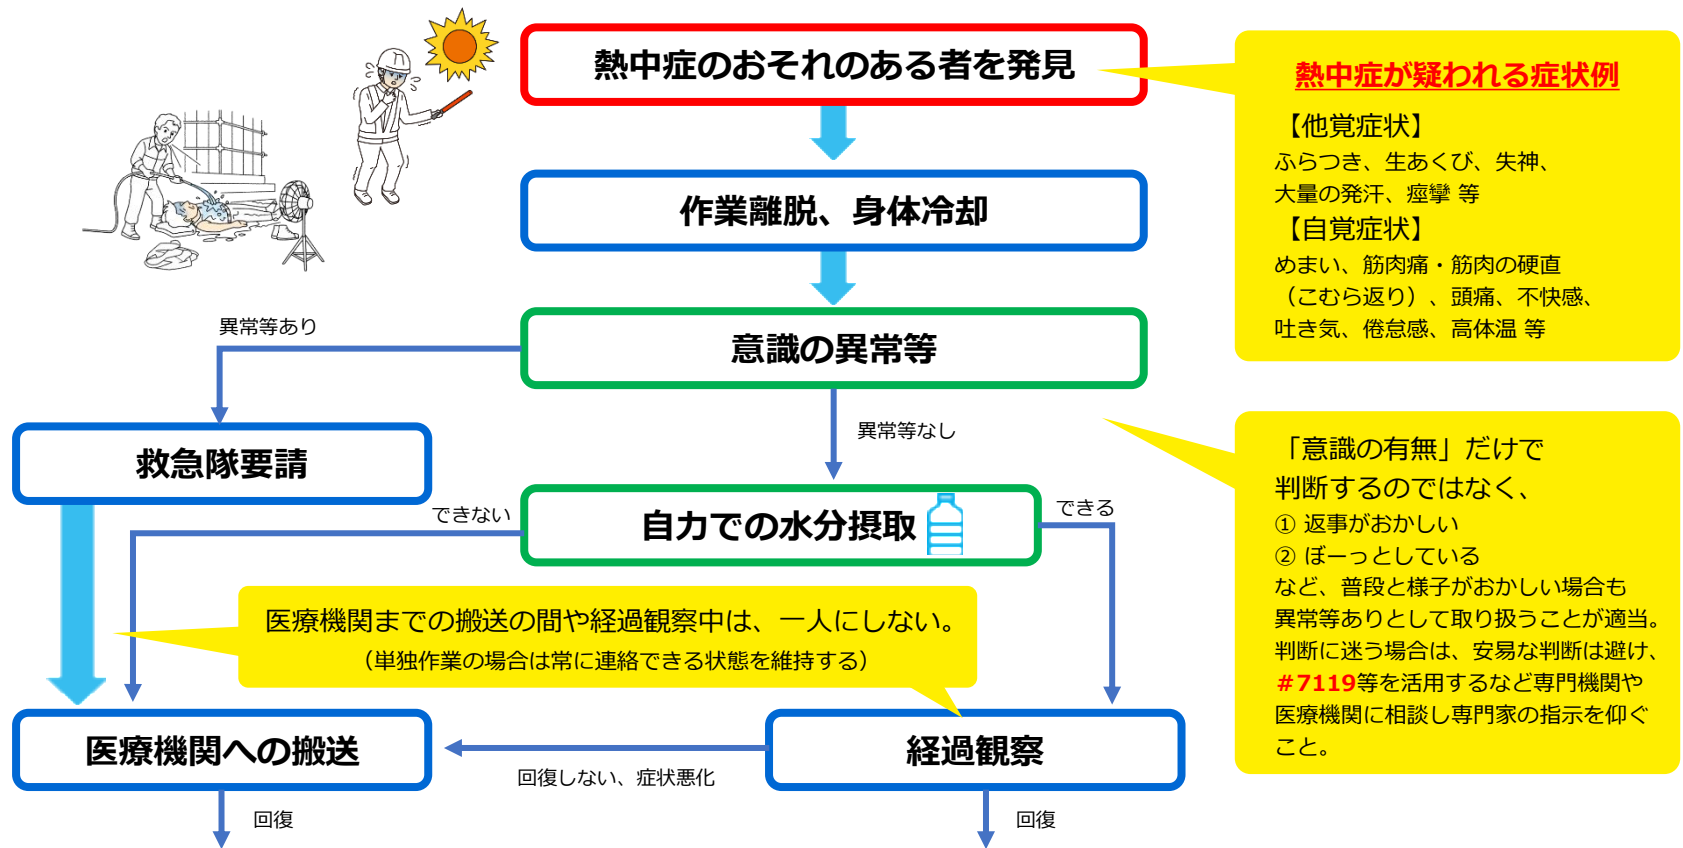 熱中症のおそれのある者を発見
熱中症が疑われる症状例
【他覚症状】
ふらつき、生あくび、失神、
大量の発汗、痙攣 等
【自覚症状】
めまい、筋肉痛・筋肉の硬直
（こむら返り）、頭痛、不快感、
吐き気、倦怠感、高体温 等
作業離脱、身体冷却
意識の異常等
異常等あり
異常等なし
「意識の有無」だけで
判断するのではなく、
① 返事がおかしい
② ぼーっとしている
など、普段と様子がおかしい場合も
異常等ありとして取り扱うことが適当。
判断に迷う場合は、安易な判断は避け、
＃7119等を活用するなど専門機関や
医療機関に相談し専門家の指示を仰ぐ
こと。
救急隊要請
自力での水分摂取
できない
できる
医療機関までの搬送の間や経過観察中は、一人にしない。
（単独作業の場合は常に連絡できる状態を維持する）
医療機関への搬送
経過観察
回復しない、症状悪化
回復
回復